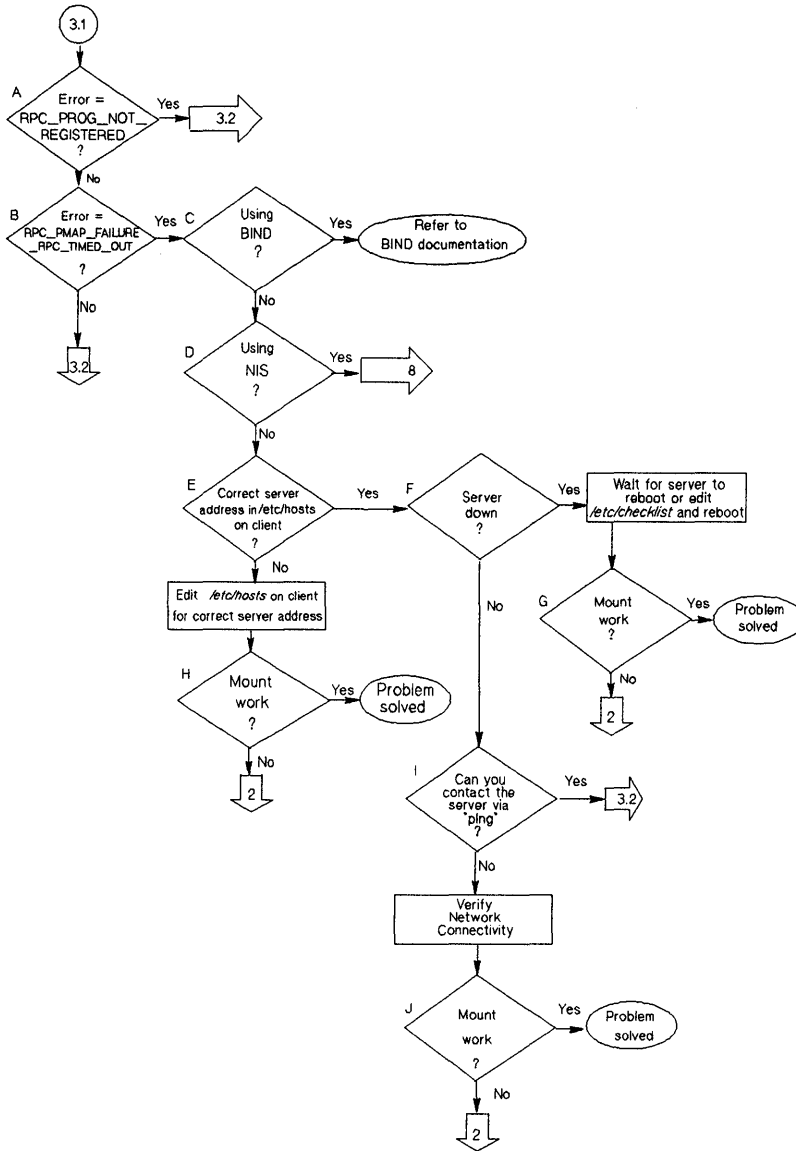 3.1
A
Error =
RPC_PROG_NOT_
REGISTERED
?
Yes
3.2
No
B
Error =
RPC_PMAP_FAILURE
_RPC_TIMED_OUT
?
Yes
C
Using
BIND
?
Yes
Refer to
BIND documentation
No
3.2
No
D
Using
NIS
?
Yes
8
No
E
Correct server
address in /etc/hosts
on client
?
Yes
F
Server
down
?
Yes
Wait for server to
reboot or edit
/etc/checklist and reboot
No
Edit /etc/hosts on client
for correct server address
No
G
Mount
work
?
Yes
Problem
solved
No
2
H
Mount
work
?
Yes
Problem
solved
No
2
I
Can you
contact the
server via
"ping"
?
Yes
3.2
No
Verify
Network
Connectivity
J
Mount
work
?
Yes
Problem
solved
No
2